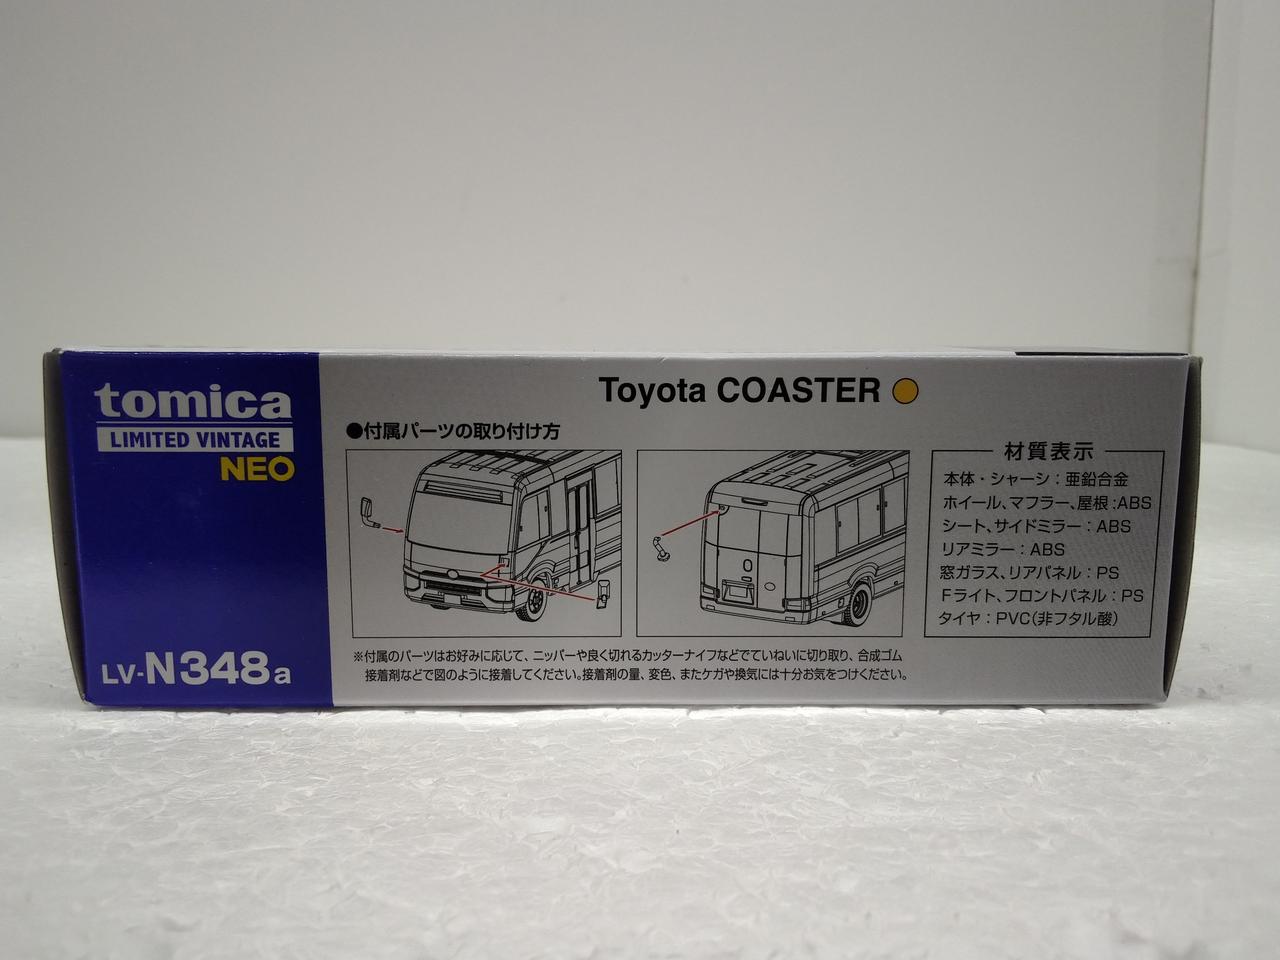 tomica
LIMITED VINTAGE
NEO
LV-N348a
Toyota COASTER
●付属パーツの取り付け方
※付属のパーツはお好みに応じて、ニッパーや良く切れるカッターナイフなどでていねいに切り取り、合成ゴム
接着剤などで図のように接着してください。接着剤の量、変色、またケガや換気には十分お気をつけください。
材質表示
本体・シャーシ：亜鉛合金
ホイール、マフラー、屋根：ABS
シート、サイドミラー：ABS
リアミラー：ABS
窓ガラス、リアパネル：PS
Fライト、フロントパネル：PS
タイヤ：PVC(非フタル酸)